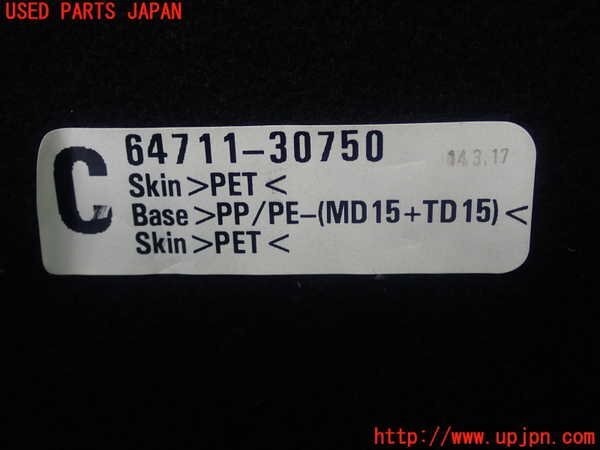 USED PARTS JAPAN
C
64711-30750
14.3.17
Skin>PET<
Base>PP/PE-(MD15+TD15)<
Skin>PET<
http://www.upjpn.com/